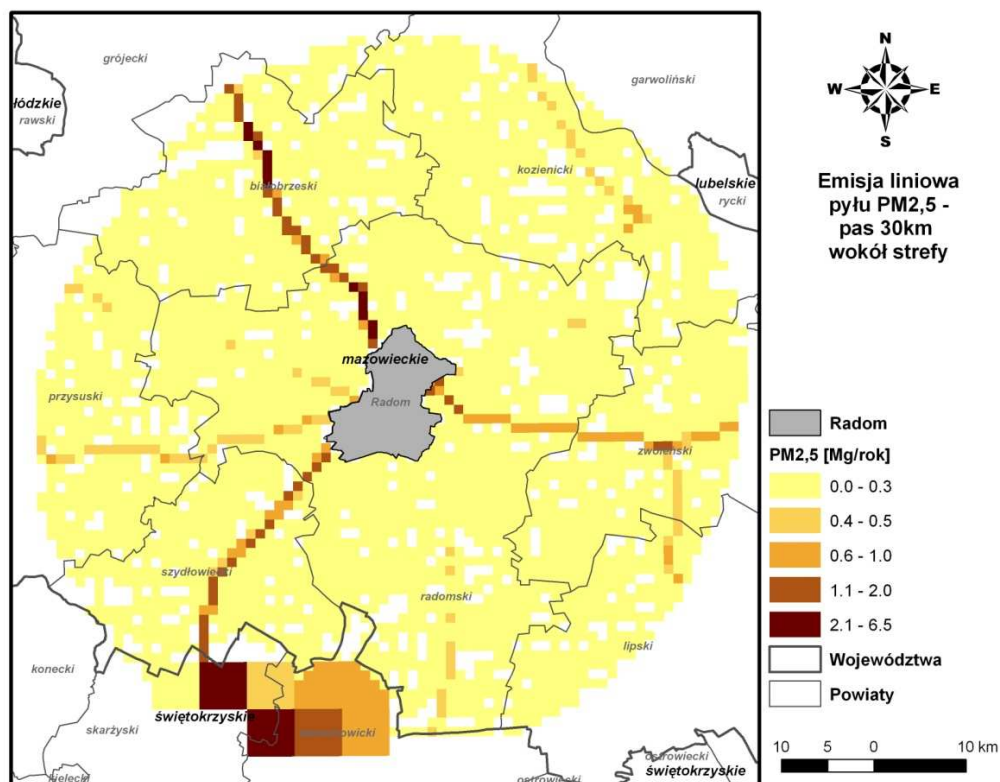 grójecki
garwoliński
łódzkie
rawski
białobrzeski
kozienicki
lubelskie
rycki
przysuski
mazowieckie
Radom
zwoleński
szydłowiecki
radomski
lipski
konecki
skarżyski
świętokrzyskie
kielecki
ostrowiecki
ostrowiecki
świętokrzyskie
N
W E
S
Emisja liniowa
pyłu PM2,5 -
pas 30km
wokół strefy
Radom
PM2,5 [Mg/rok]
0.0 - 0.3
0.4 - 0.5
0.6 - 1.0
1.1 - 2.0
2.1 - 6.5
Województwa
Powiaty
10 5 0 10 km